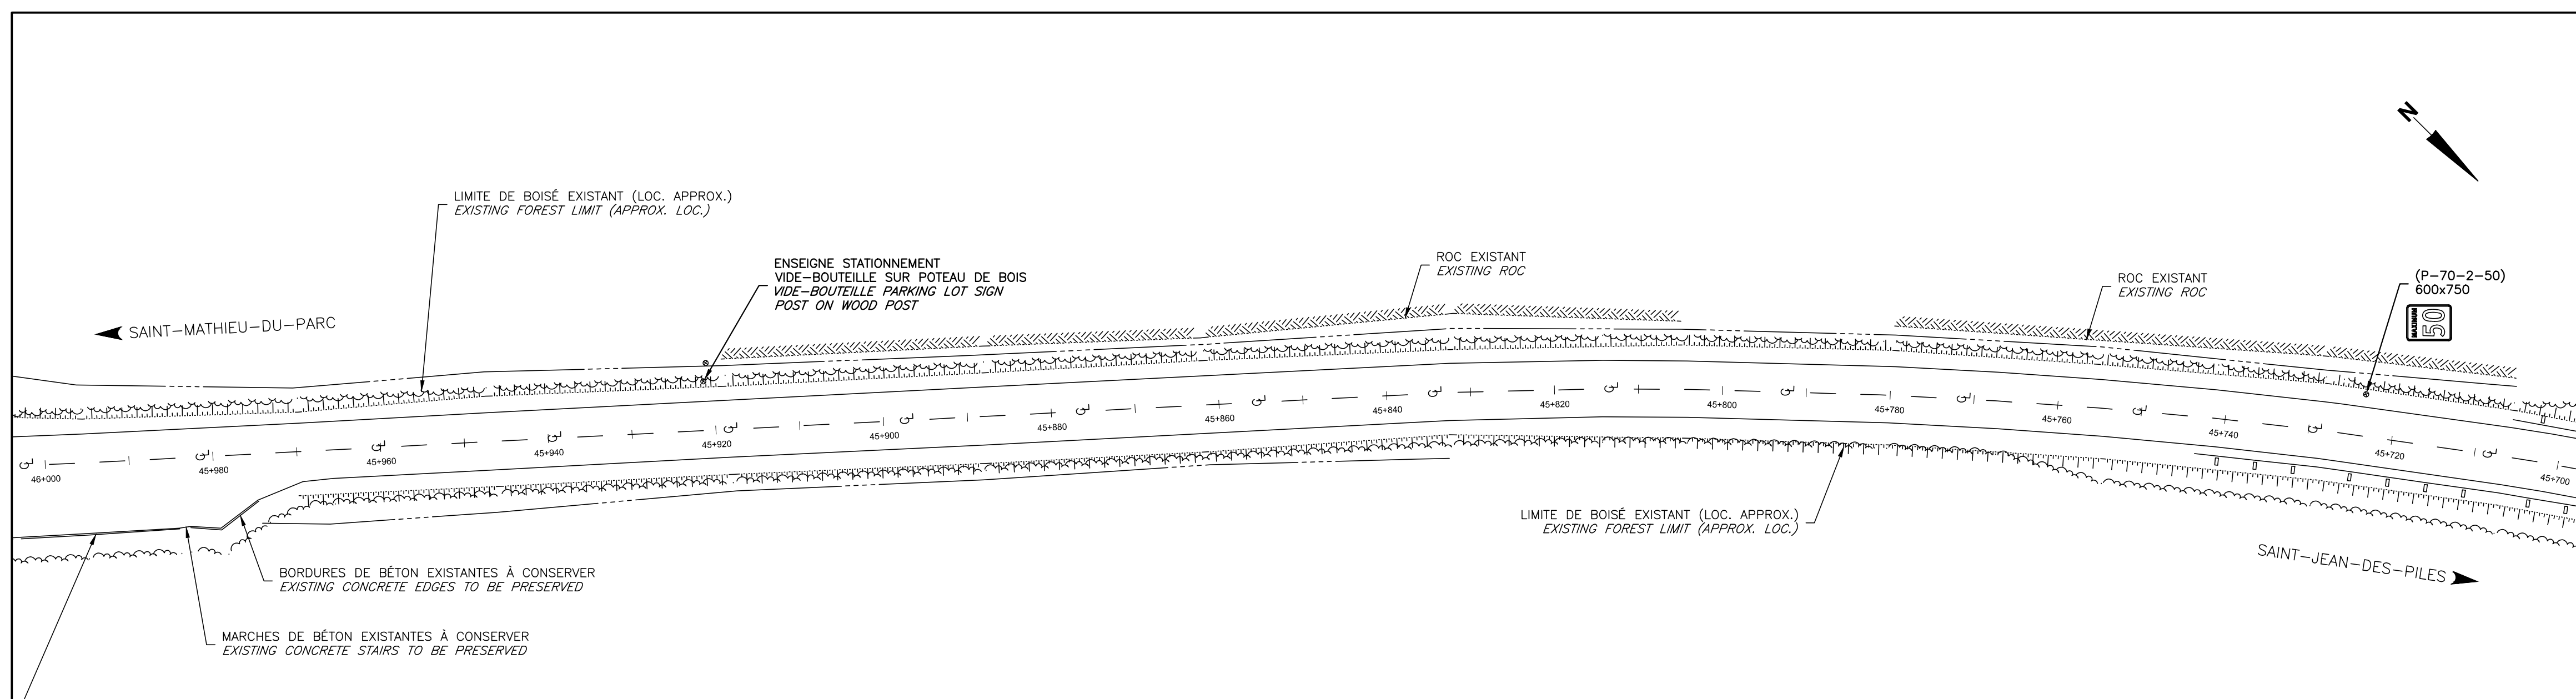 N
LIMITE DE BOISÉ EXISTANT (LOC. APPROX.)
EXISTING FOREST LIMIT (APPROX. LOC.)
ENSEIGNE STATIONNEMENT
VIDE-BOUTEILLE SUR POTEAU DE BOIS
VIDE-BOUTEILLE PARKING LOT SIGN
POST ON WOOD POST
ROC EXISTANT
EXISTING ROC
ROC EXISTANT
EXISTING ROC
(P-70-2-50)
600x750
MAXIMUM
50
SAINT-MATHIEU-DU-PARC
46+000
45+980
45+960
45+940
45+920
45+900
45+880
45+860
45+840
45+820
45+800
45+780
45+760
45+740
45+720
45+700
LIMITE DE BOISÉ EXISTANT (LOC. APPROX.)
EXISTING FOREST LIMIT (APPROX. LOC.)
SAINT-JEAN-DES-PILES
BORDURES DE BÉTON EXISTANTES À CONSERVER
EXISTING CONCRETE EDGES TO BE PRESERVED
MARCHES DE BÉTON EXISTANTES À CONSERVER
EXISTING CONCRETE STAIRS TO BE PRESERVED